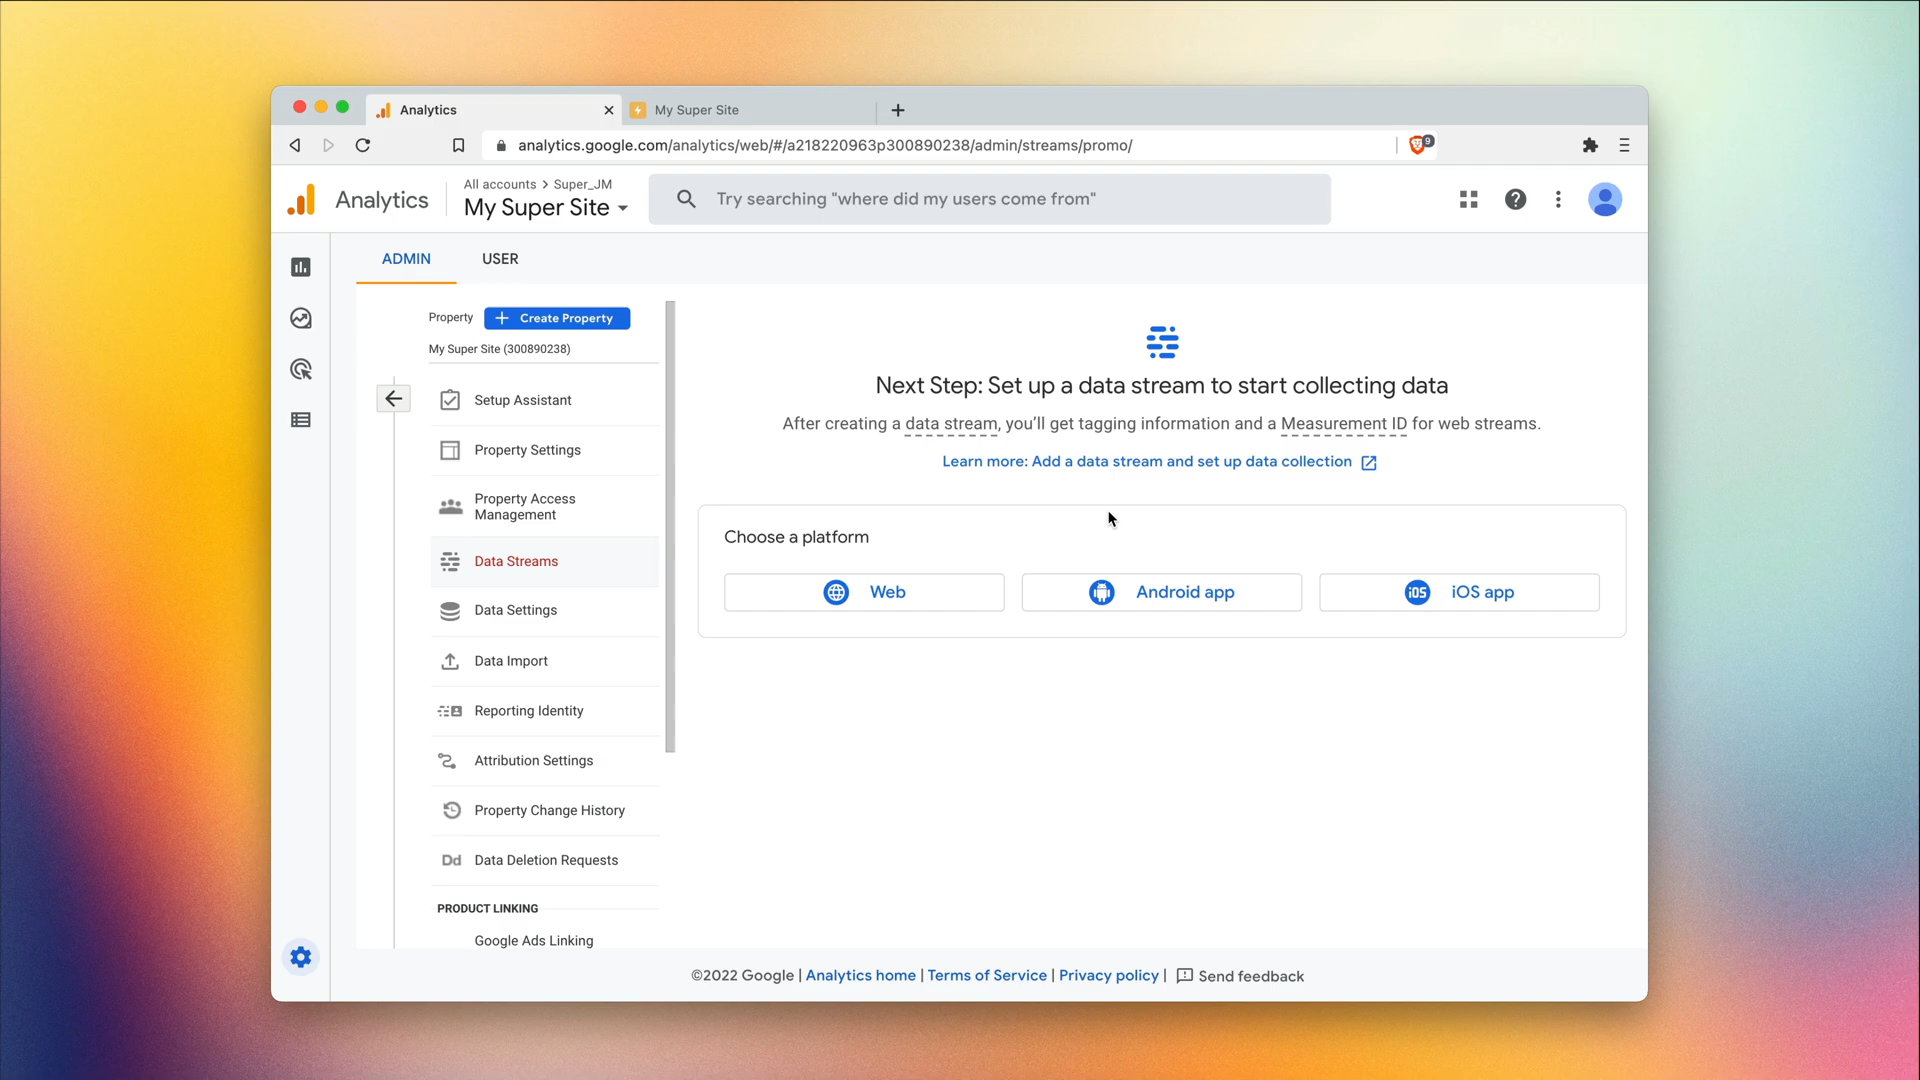 Analytics
My Super Site
analytics.google.com/analytics/web/#/a218220963p300890238/admin/streams/promo/
9
Analytics
All accounts > Super_JM
My Super Site
Try searching "where did my users come from"
ADMIN
USER
Property
Create Property
My Super Site (300890238)
Setup Assistant
Property Settings
Property Access
Management
Data Streams
Data Settings
Data Import
Reporting Identity
Attribution Settings
Property Change History
Dd Data Deletion Requests
PRODUCT LINKING
Google Ads Linking
Next Step: Set up a data stream to start collecting data
After creating a data stream, you'll get tagging information and a Measurement ID for web streams.
Learn more: Add a data stream and set up data collection
Choose a platform
Web
Android app
iOS iOS app
©2022 Google | Analytics home | Terms of Service | Privacy policy | Send feedback